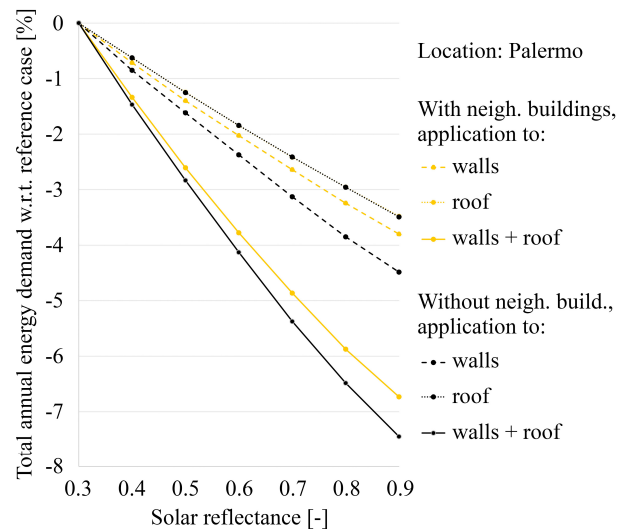 Total annual energy demand w.r.t. reference case [%]
0
-1
-2
-3
-4
-5
-6
-7
-8
0.3 0.4 0.5 0.6 0.7 0.8 0.9
Solar reflectance [-]
Location: Palermo
With neigh. buildings,
application to:
walls
roof
walls + roof
Without neigh. build.,
application to:
walls
roof
walls + roof